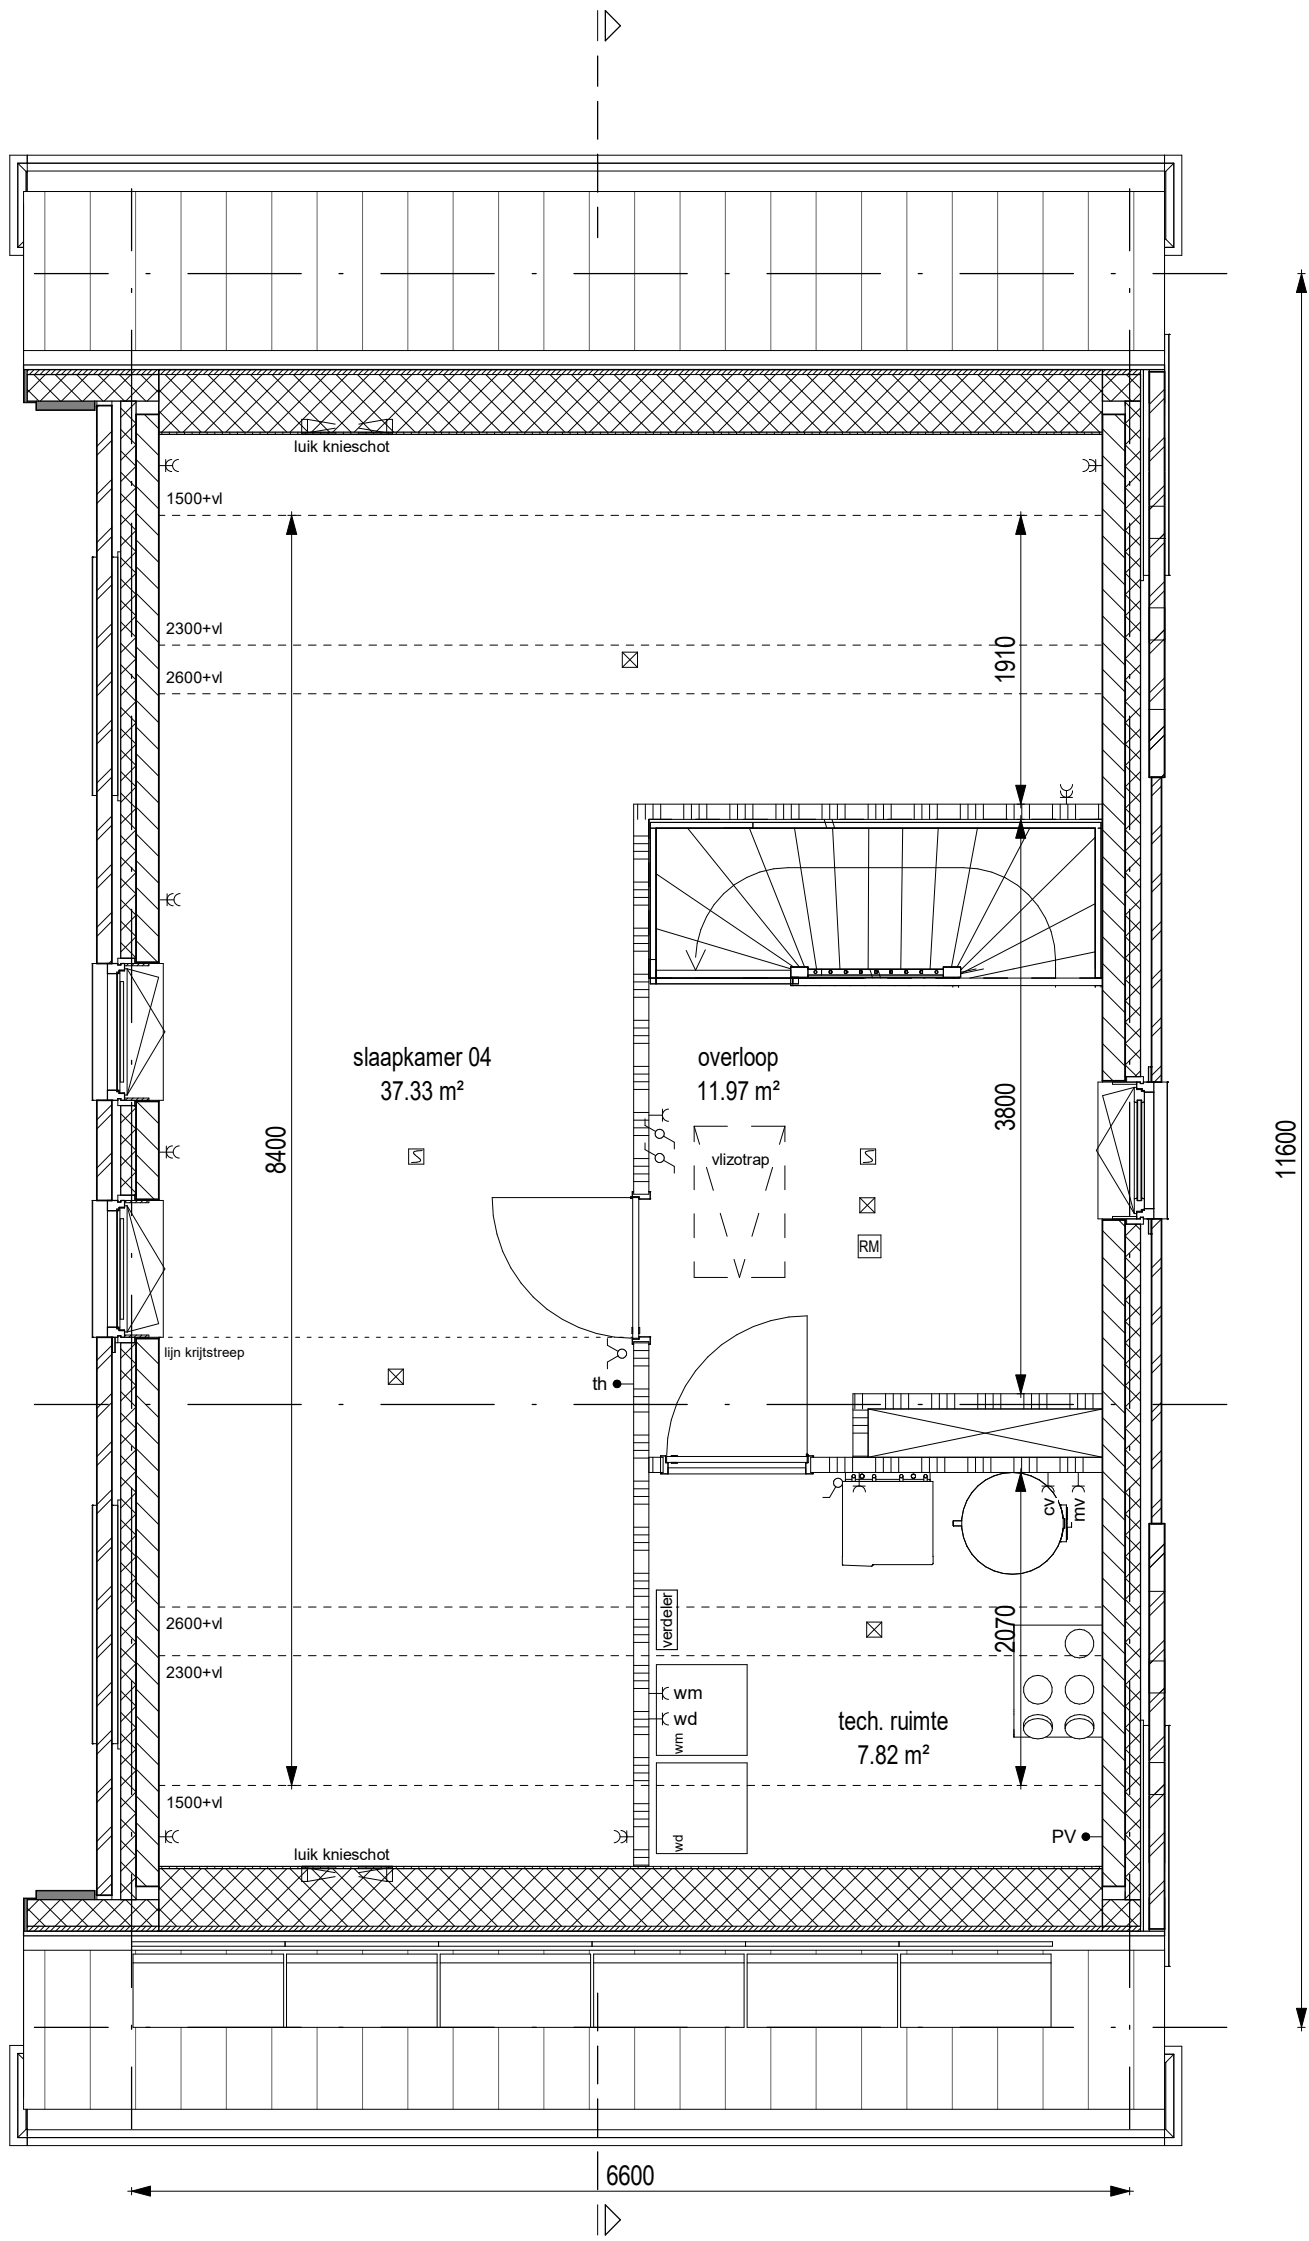 luik knieschot
1500+vl
2300+vl
2600+vl
1910
slaapkamer 04
37.33 m²
overloop
11.97 m²
8400
3800
11600
vlizotrap
RM
lijn krijtstreep
th
cv
mv
2600+vl
2300+vl
verdeler
2070
wm
wd
wm
tech. ruimte
7.82 m²
1500+vl
wd
PV
luik knieschot
6600